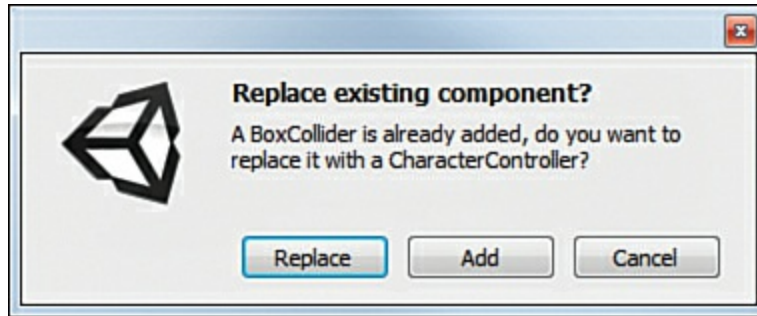 Replace existing component?
A BoxCollider is already added, do you want to
replace it with a CharacterController?
Replace Add Cancel